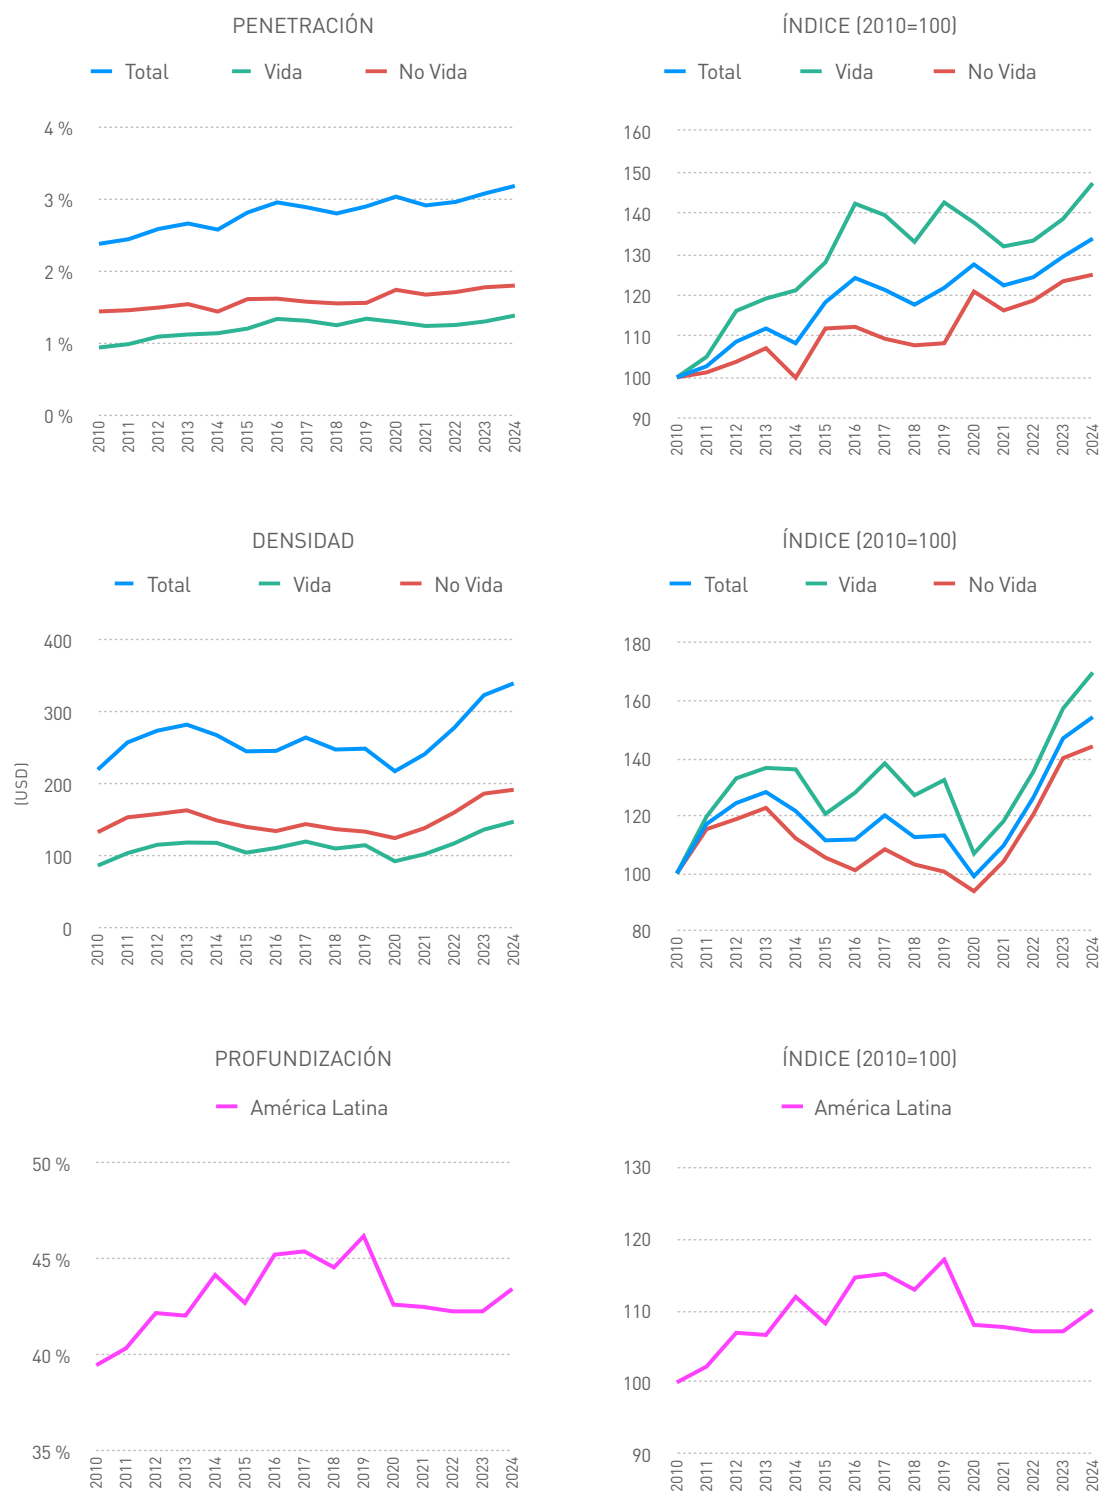 PENETRACIÓN
Total Vida No Vida
4 %
3 %
2 %
1 %
0 %
2010 2011 2012 2013 2014 2015 2016 2017 2018 2019 2020 2021 2022 2023 2024
ÍNDICE (2010=100)
Total Vida No Vida
160
150
140
130
120
110
100
90
2010 2011 2012 2013 2014 2015 2016 2017 2018 2019 2020 2021 2022 2023 2024
DENSIDAD
Total Vida No Vida
(USD)
400
300
200
100
0
2010 2011 2012 2013 2014 2015 2016 2017 2018 2019 2020 2021 2022 2023 2024
ÍNDICE (2010=100)
Total Vida No Vida
180
160
140
120
100
80
2010 2011 2012 2013 2014 2015 2016 2017 2018 2019 2020 2021 2022 2023 2024
PROFUNDIZACIÓN
América Latina
50 %
45 %
40 %
35 %
2010 2011 2012 2013 2014 2015 2016 2017 2018 2019 2020 2021 2022 2023 2024
ÍNDICE (2010=100)
América Latina
130
120
110
100
90
2010 2011 2012 2013 2014 2015 2016 2017 2018 2019 2020 2021 2022 2023 2024